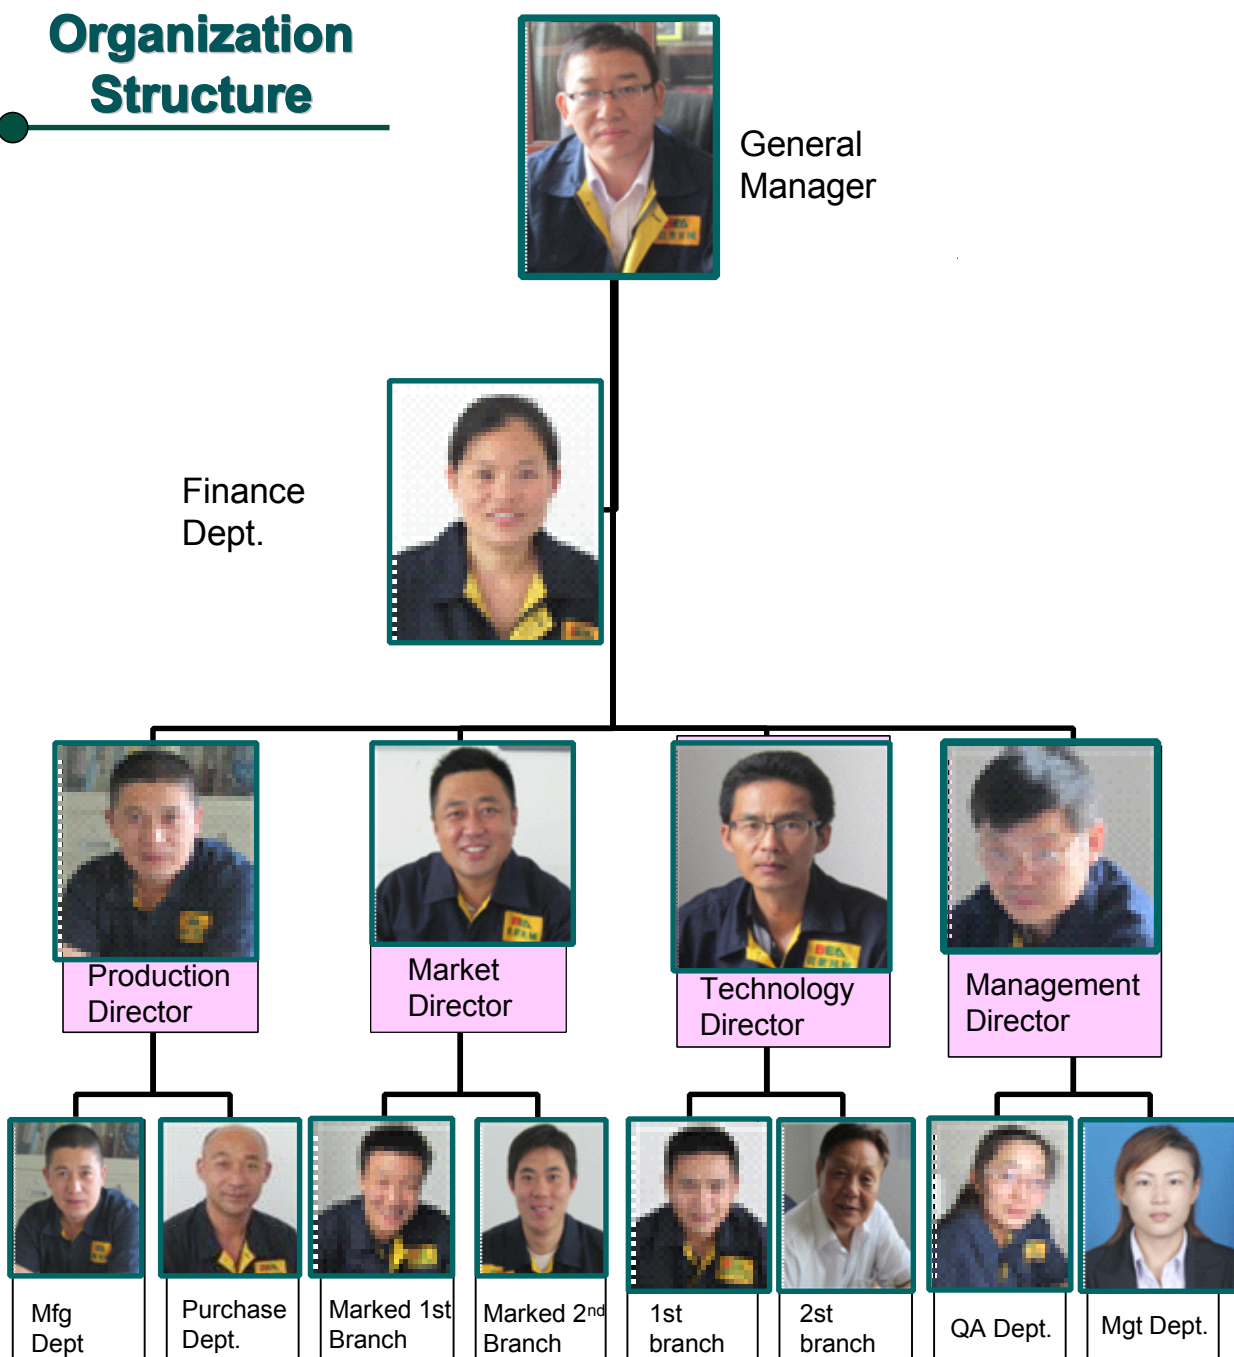 Organization
Structure
General
Manager
Finance
Dept.
Production
Director
Market
Director
Technology
Director
Management
Director
Mfg
Dept
Purchase
Dept.
Marked 1st
Branch
Marked 2nd
Branch
1st
branch
2st
branch
QA Dept.
Mgt Dept.